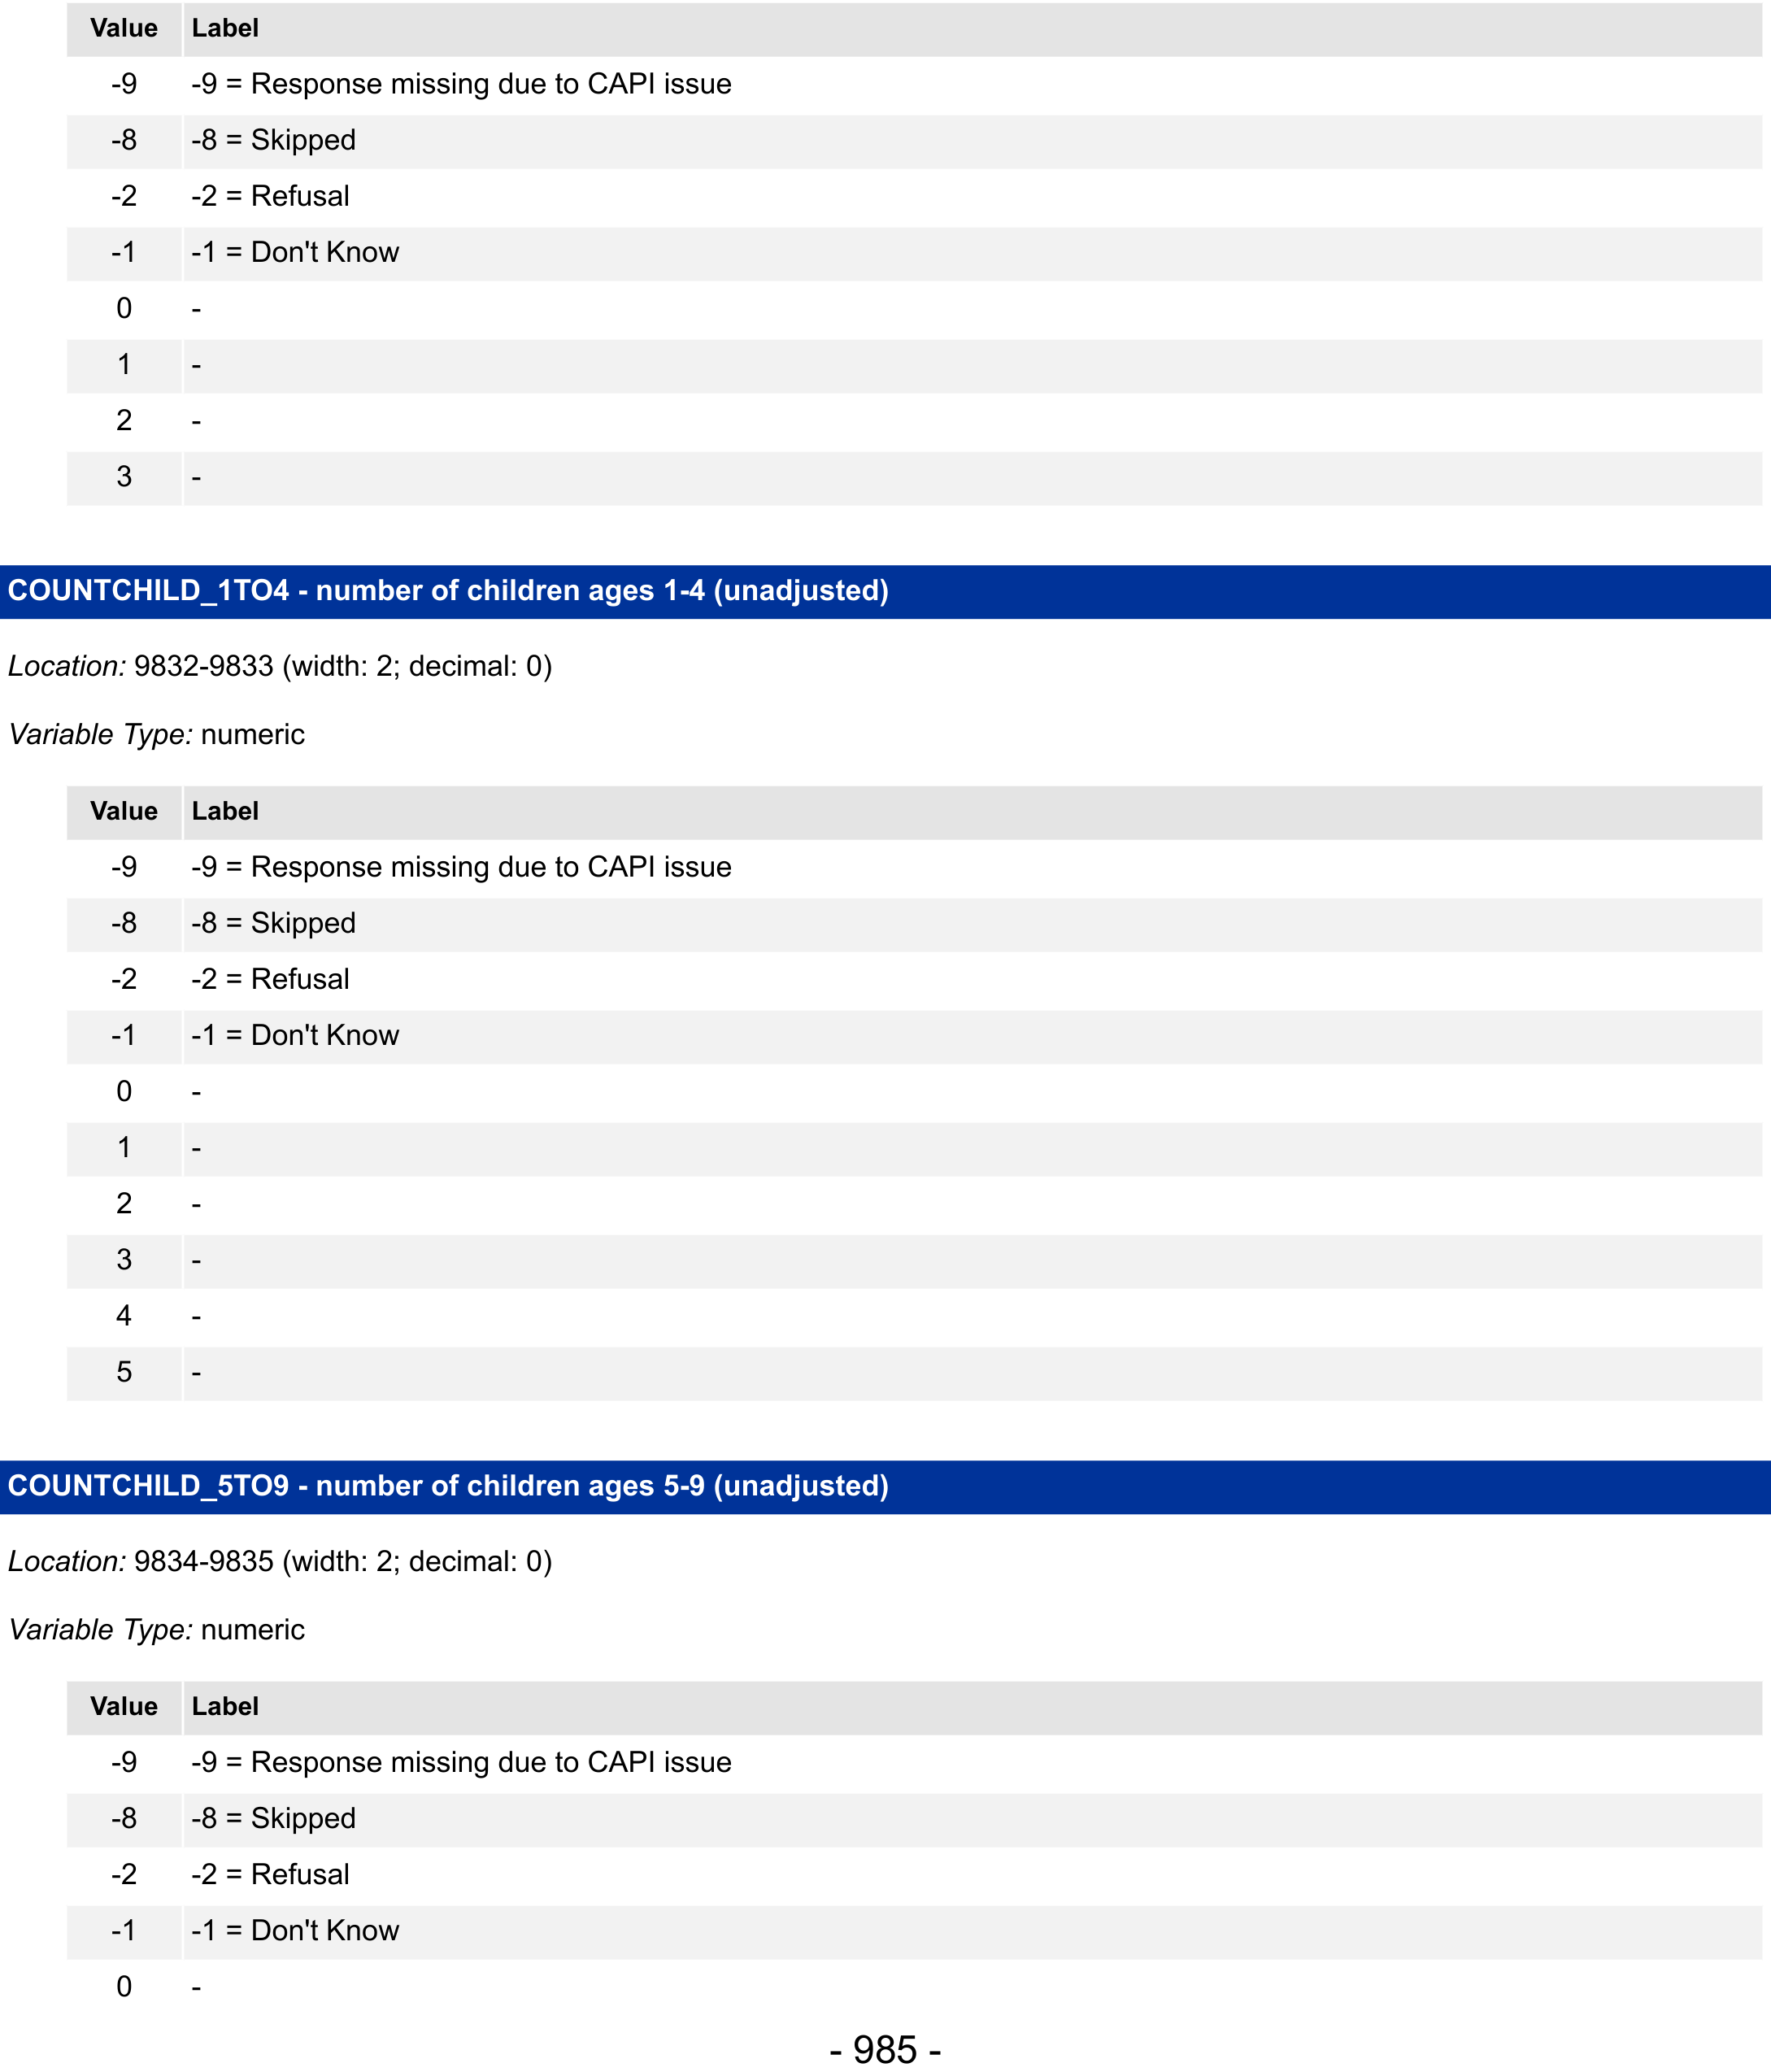 Value Label
-9 -9 = Response missing due to CAPI issue
-8 -8 = Skipped
-2 -2 = Refusal
-1 -1 = Don't Know
0 -
1 -
2 -
3 -
COUNTCHILD_1TO4 - number of children ages 1-4 (unadjusted)
Location: 9832-9833 (width: 2; decimal: 0)
Variable Type: numeric
Value Label
-9 -9 = Response missing due to CAPI issue
-8 -8 = Skipped
-2 -2 = Refusal
-1 -1 = Don't Know
0 -
1 -
2 -
3 -
4 -
5 -
COUNTCHILD_5TO9 - number of children ages 5-9 (unadjusted)
Location: 9834-9835 (width: 2; decimal: 0)
Variable Type: numeric
Value Label
-9 -9 = Response missing due to CAPI issue
-8 -8 = Skipped
-2 -2 = Refusal
-1 -1 = Don't Know
0 -
- 985 -